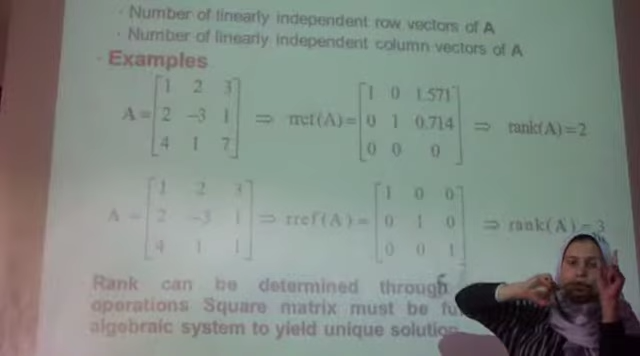 · Number of linearly independent row vectors of A
· Number of linearly independent column vectors of A
· Examples
A = [1 2 3; 2 -3 1; 4 1 7] ⇒ rref(A)= [1 0 1.571; 0 1 0.714; 0 0 0] ⇒ rank(A)=2
A = [1 2 3; 2 -3 1; 4 1 1] ⇒ rref(A)= [1 0 0; 0 1 0; 0 0 1] ⇒ rank(A)=3
Rank can be determined through
operations Square matrix must be
algebraic system to yield unique solution